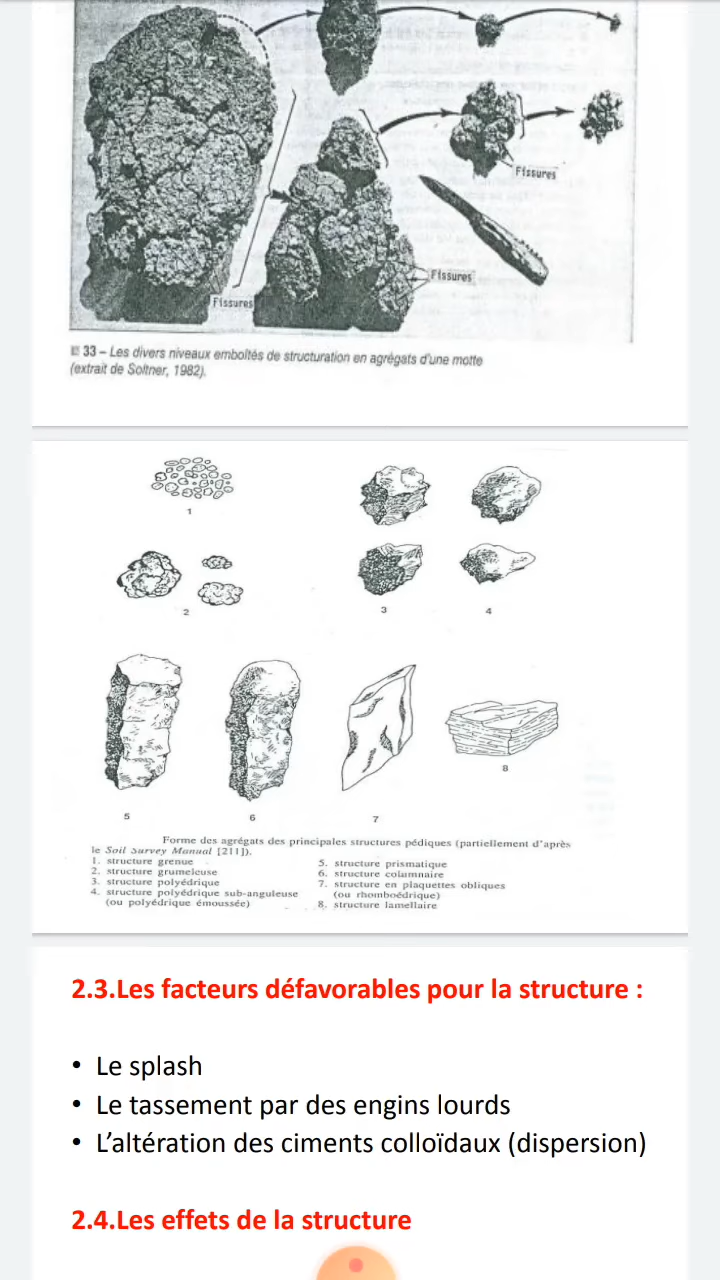 Fissures
Fissures
Fissures
33 – Les divers niveaux emboîtés de structuration en agrégats d'une motte
(extrait de Soltner, 1982).
1
2
3
4
5
6
7
8
Forme des agrégats des principales structures pédiques (partiellement d'après
le Soil Survey Manual [211]).
1. structure grenue
2. structure grumeleuse
3. structure polyédrique
4. structure polyédrique sub-anguleuse
(ou polyédrique émoussée)
5. structure prismatique
6. structure columnaire
7. structure en plaquettes obliques
(ou rhomboédrique)
8. structure lamellaire
2.3.Les facteurs défavorables pour la structure :
• Le splash
• Le tassement par des engins lourds
• L’altération des ciments colloïdaux (dispersion)
2.4.Les effets de la structure